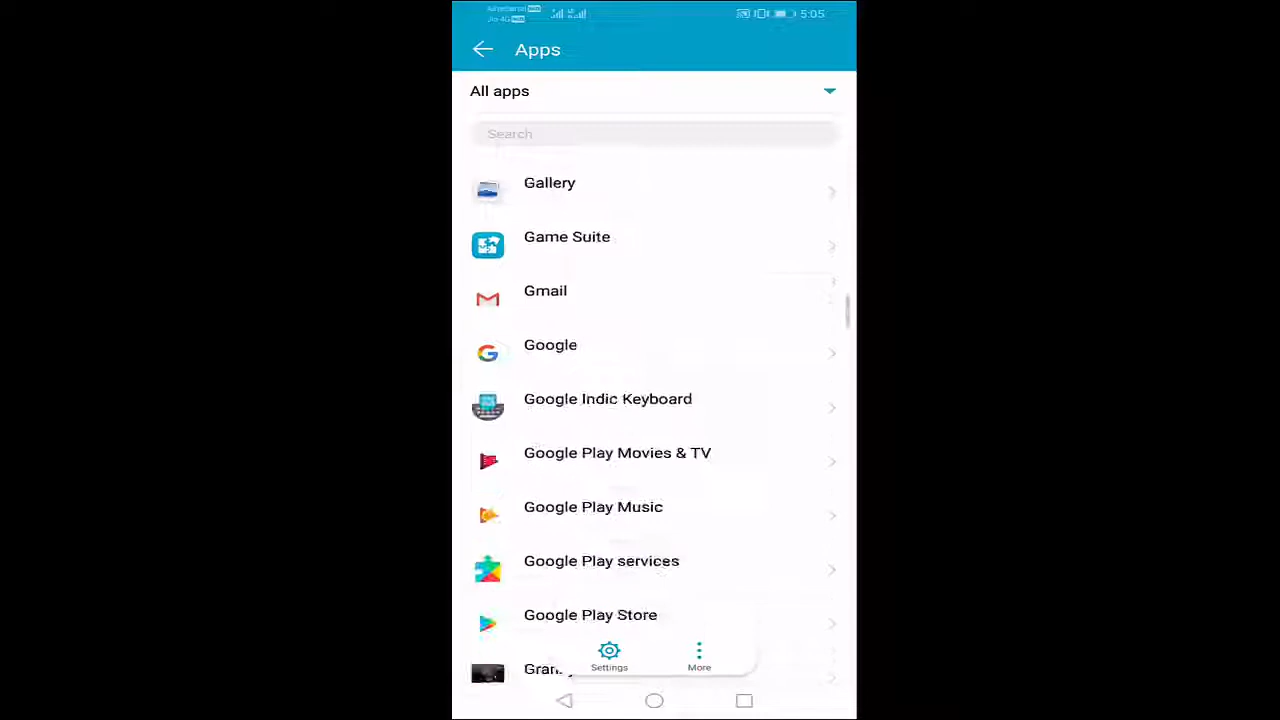 Jio 4G
5:05
Apps
All apps
Search
Gallery
Game Suite
Gmail
Google
Google Indic Keyboard
Google Play Movies & TV
Google Play Music
Google Play services
Google Play Store
Settings
More